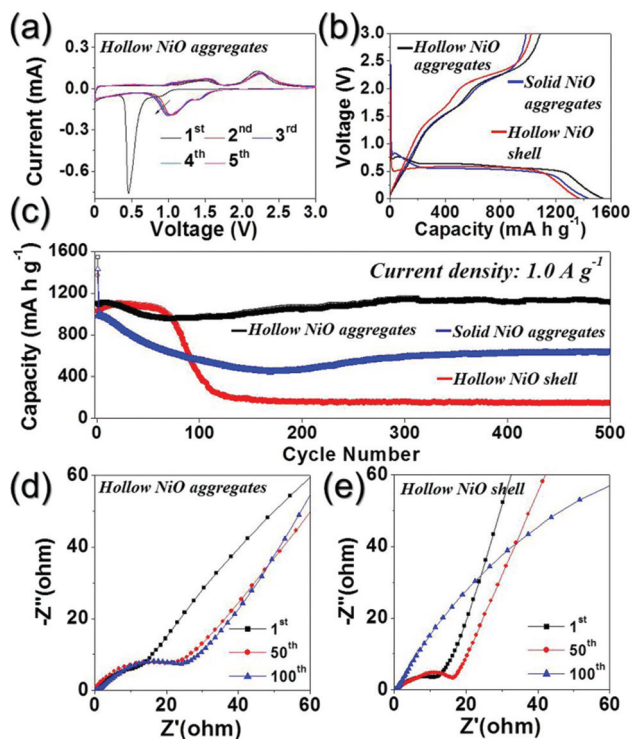 (a)
Hollow NiO aggregates
Current (mA)
0.3
0.0
-0.3
-0.6
1st 2nd 3rd
4th 5th
0.0 0.5 1.0 1.5 2.0 2.5 3.0
Voltage (V)
(b)
Voltage (V)
3.0
2.5
2.0
1.5
1.0
0.5
0
Hollow NiO
aggregates
Solid NiO
aggregates
Hollow NiO
shell
0 400 800 1200 1600
Capacity (mA h g-1)
(c)
Capacity (mA h g-1)
1600
1200
800
400
0
Current density: 1.0 A g-1
Hollow NiO aggregates
Solid NiO aggregates
Hollow NiO shell
0 100 200 300 400 500
Cycle Number
(d)
Hollow NiO aggregates
-Z"(ohm)
60
40
20
0
1st
50th
100th
0 10 20 30 40 50 60
Z'(ohm)
(e)
Hollow NiO shell
-Z"(ohm)
60
40
20
0
1st
50th
100th
0 20 40 60
Z'(ohm)